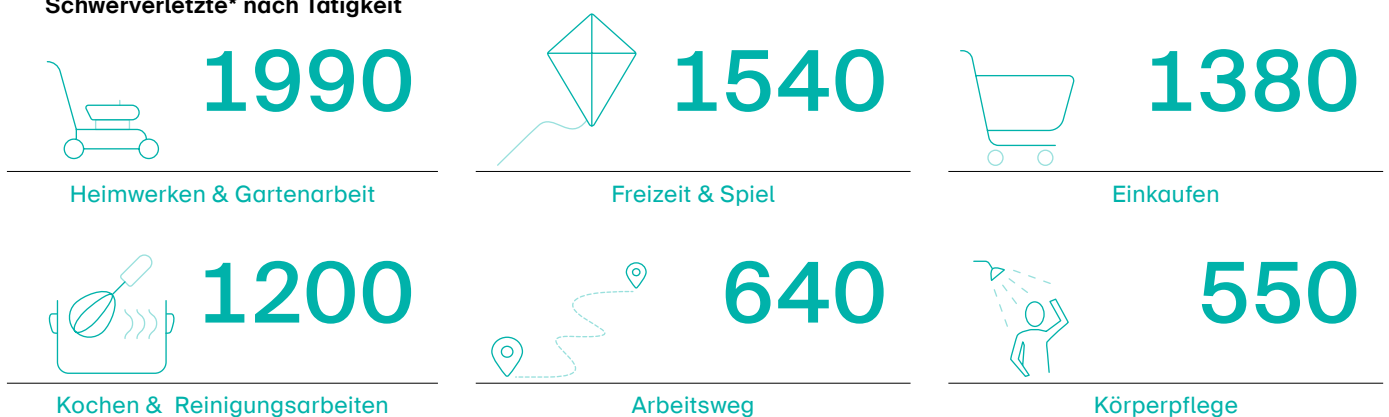 Schwerverletzte* nach Tätigkeit
1990
1540
1380
Heimwerken & Gartenarbeit
Freizeit & Spiel
Einkaufen
1200
640
550
Kochen & Reinigungsarbeiten
Arbeitsweg
Körperpflege